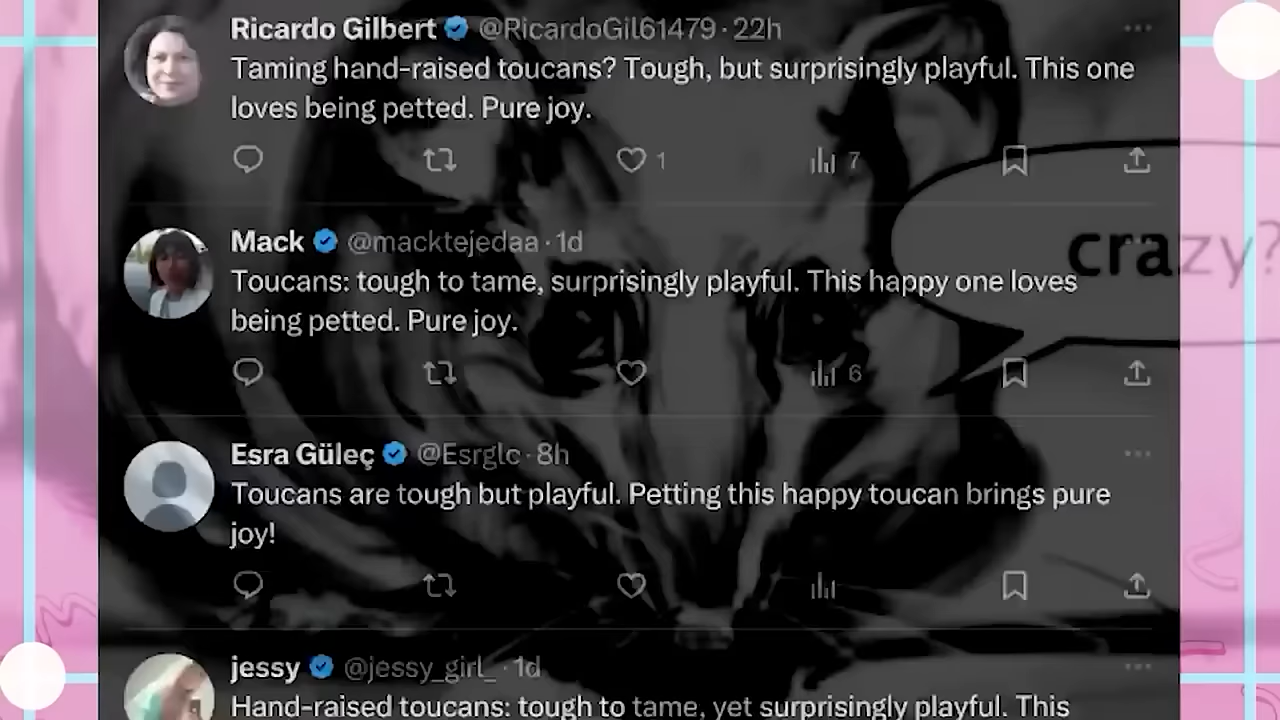 Ricardo Gilbert @RicardoGil61479 · 22h
Taming hand-raised toucans? Tough, but surprisingly playful. This one
loves being petted. Pure joy.
1 7
crazy?
Mack @macktejedaa · 1d
Toucans: tough to tame, surprisingly playful. This happy one loves
being petted. Pure joy.
6
Esra Güleç @Esrglc · 8h
Toucans are tough but playful. Petting this happy toucan brings pure
joy!
jessy @jessy_girl_ · 1d
Hand-raised toucans: tough to tame, yet surprisingly playful. This